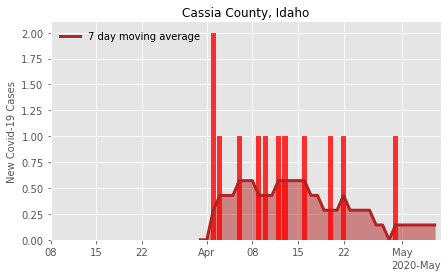 Cassia County, Idaho
7 day moving average
New Covid-19 Cases
2.00
1.75
1.50
1.25
1.00
0.75
0.50
0.25
0.00
08 15 22 Apr 08 15 22 May
2020-May